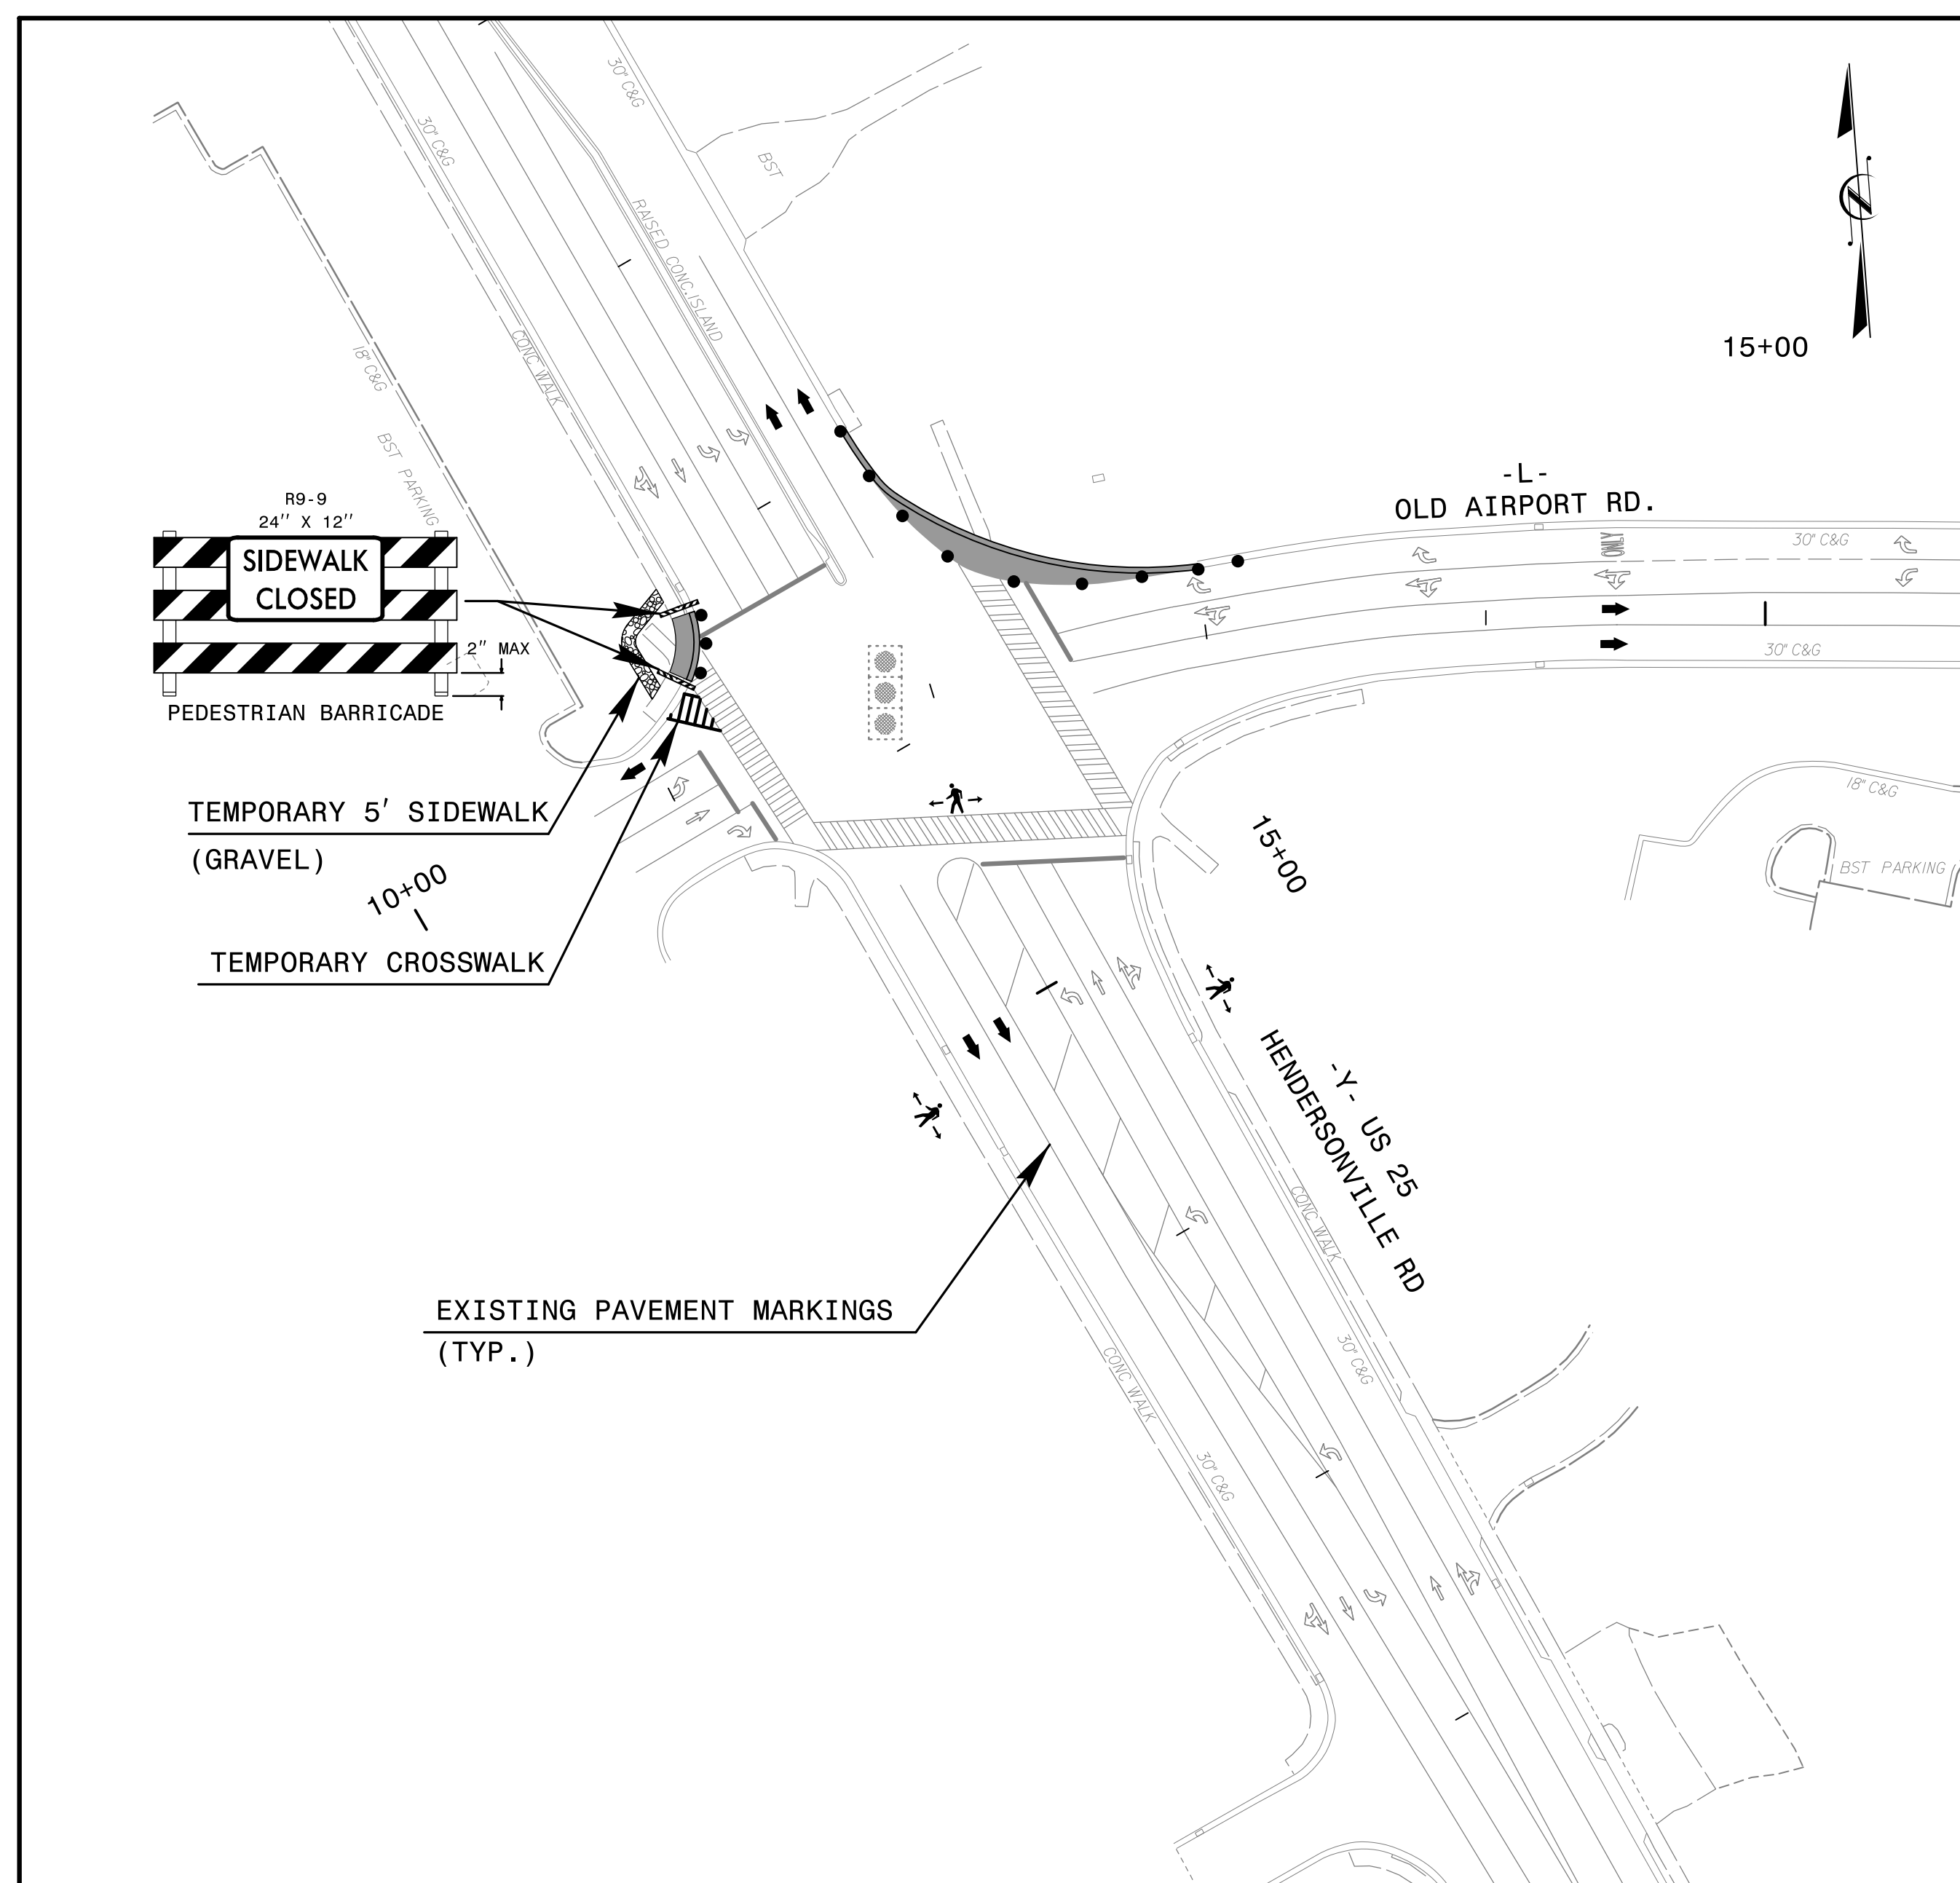 30" C&G
30" C&G
BST
RAISED CONC. ISLAND
CONC WALK
18" C&G
BST PARKING
15+00
-L-
OLD AIRPORT RD.
ONLY
30" C&G
30" C&G
R9-9
24" X 12"
SIDEWALK
CLOSED
2" MAX
PEDESTRIAN BARRICADE
TEMPORARY 5' SIDEWALK
(GRAVEL)
10+00
TEMPORARY CROSSWALK
15+00
18" C&G
BST PARKING
-Y- US 25
HENDERSONVILLE RD
CONC WALK
30" C&G
EXISTING PAVEMENT MARKINGS
(TYP.)
CONC WALK
30" C&G